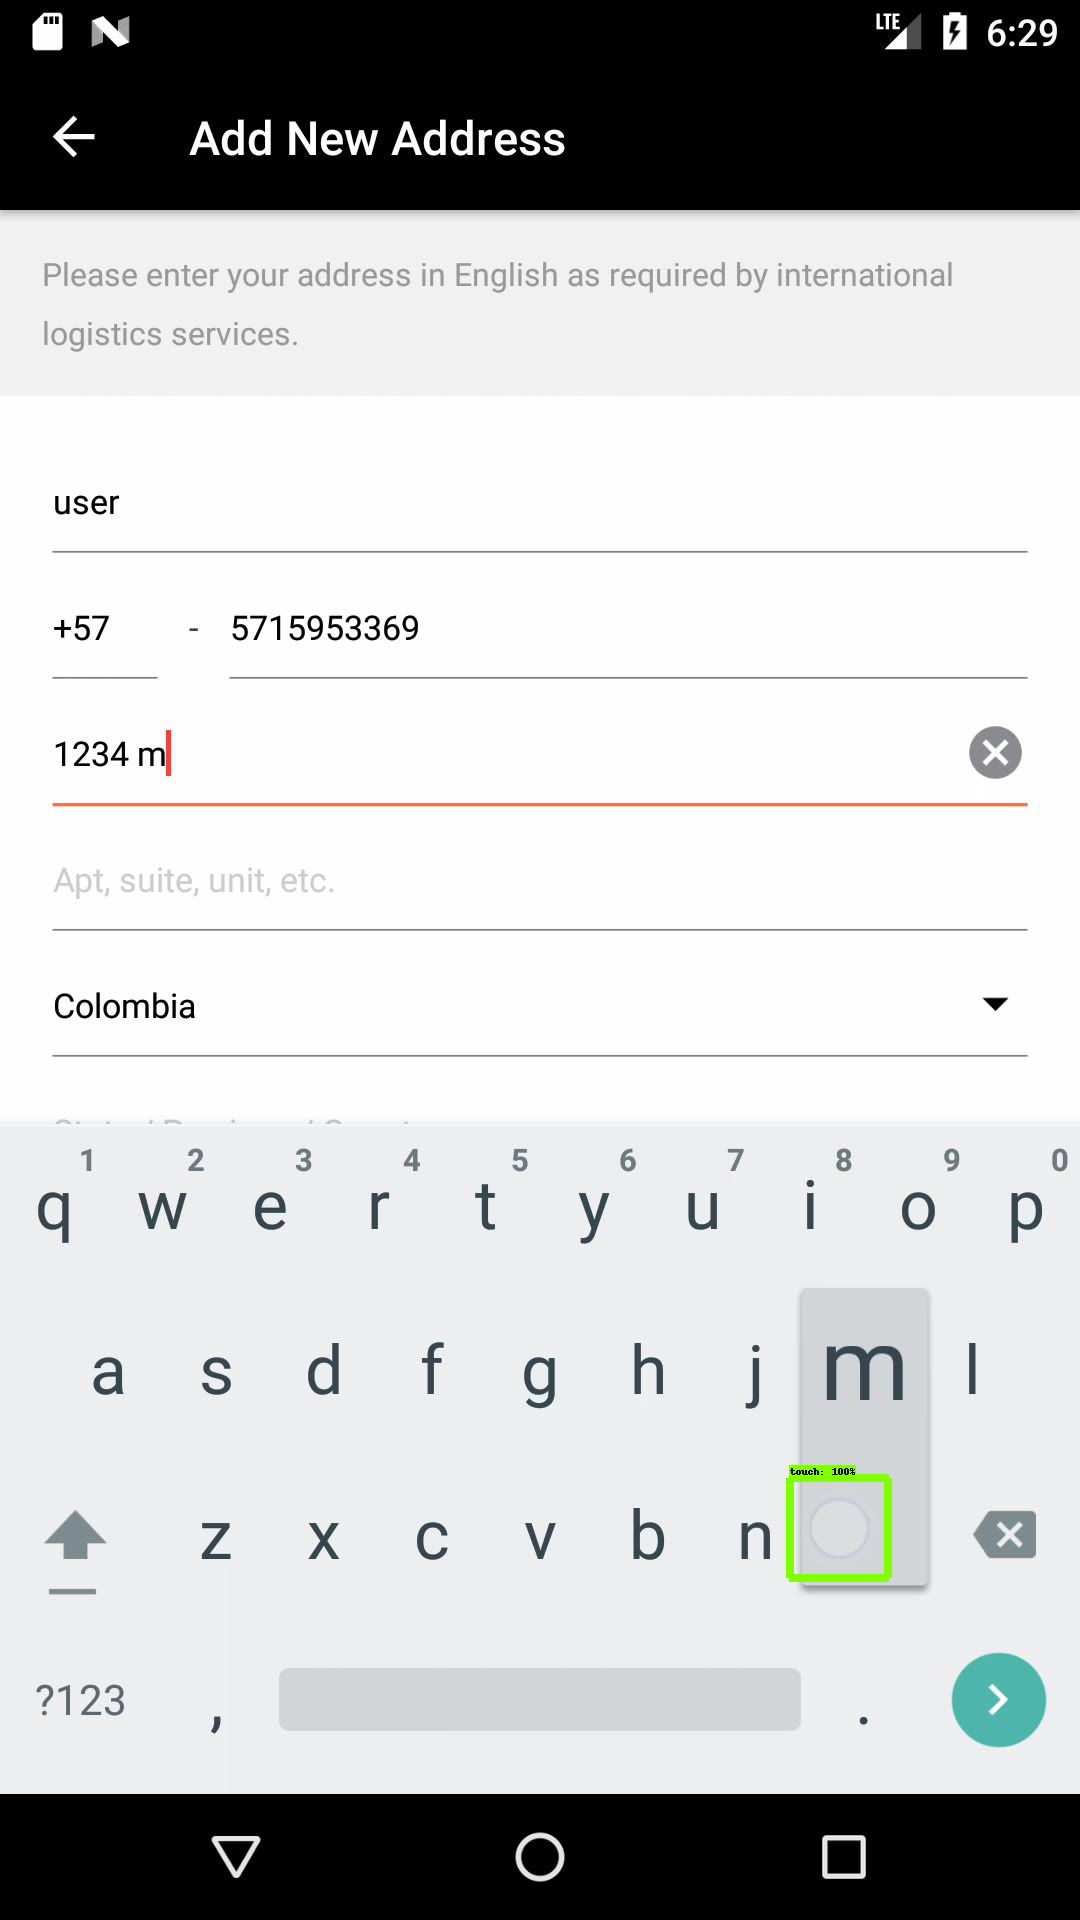 LTE 6:29
Add New Address
Please enter your address in English as required by international
logistics services.
user
+57 - 5715953369
1234 m
Apt, suite, unit, etc.
Colombia
1 2 3 4 5 6 7 8 9 0
q w e r t y u i o p
a s d f g h j m l
touch: 100%
z x c v b n
?123 , .